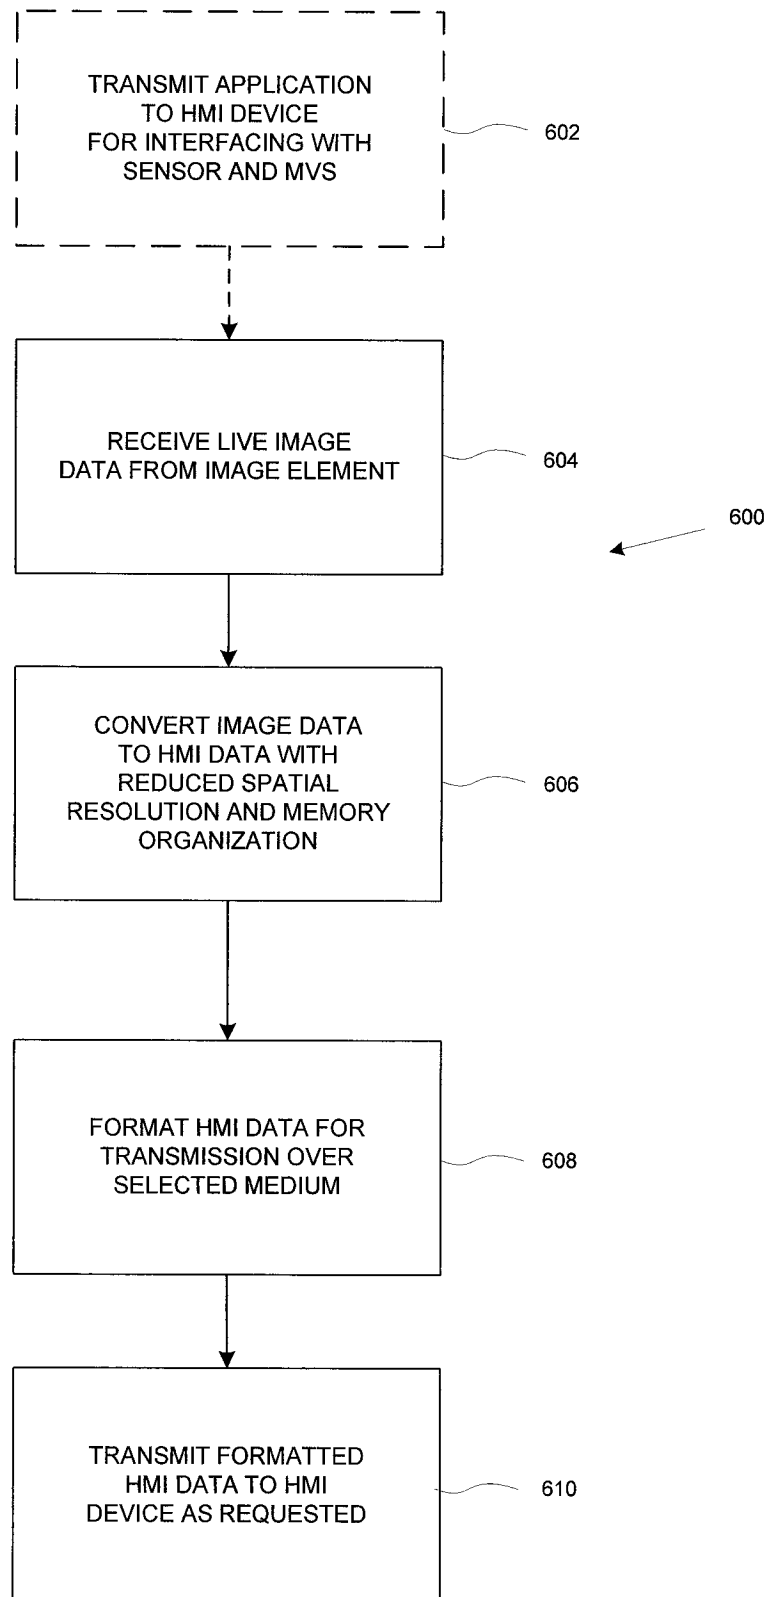 TRANSMIT APPLICATION
TO HMI DEVICE
FOR INTERFACING WITH
SENSOR AND MVS
602
RECEIVE LIVE IMAGE
DATA FROM IMAGE ELEMENT
604
600
CONVERT IMAGE DATA
TO HMI DATA WITH
REDUCED SPATIAL
RESOLUTION AND MEMORY
ORGANIZATION
606
FORMAT HMI DATA FOR
TRANSMISSION OVER
SELECTED MEDIUM
608
TRANSMIT FORMATTED
HMI DATA TO HMI
DEVICE AS REQUESTED
610